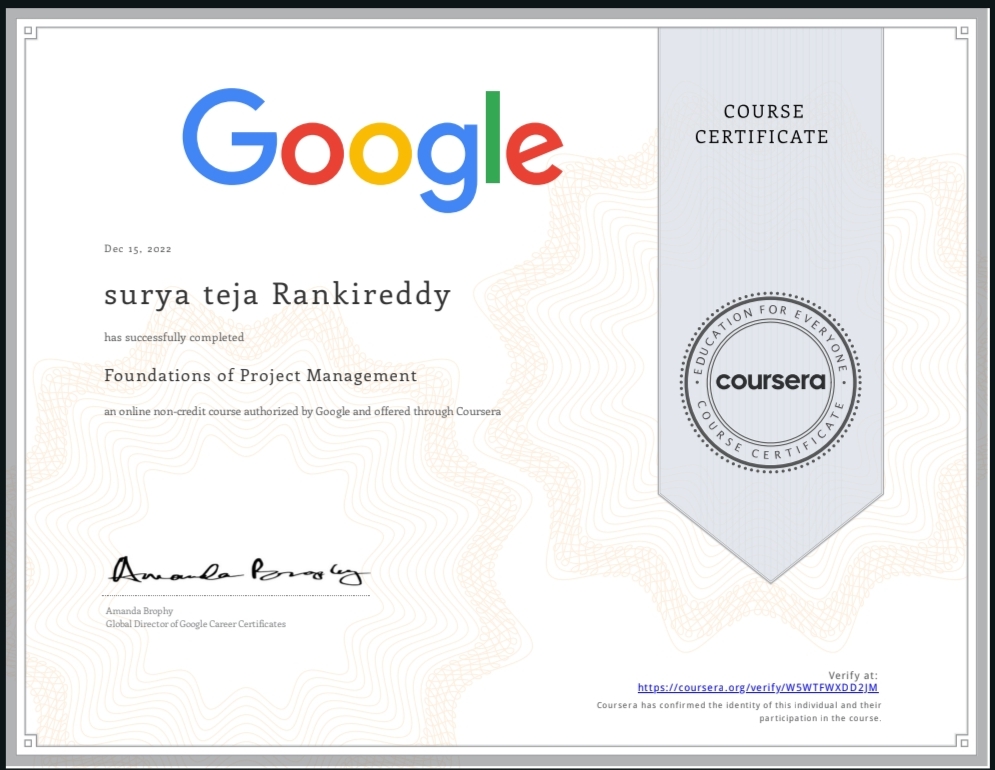 Google
COURSE
CERTIFICATE
Dec 15, 2022
surya teja Rankireddy
has successfully completed
Foundations of Project Management
an online non-credit course authorized by Google and offered through Coursera
EDUCATION FOR EVERYONE
coursera
COURSE CERTIFICATE
Amanda Brophy
Amanda Brophy
Global Director of Google Career Certificates
Verify at:
https://coursera.org/verify/W5WTFWXDD2JM
Coursera has confirmed the identity of this individual and their
participation in the course.